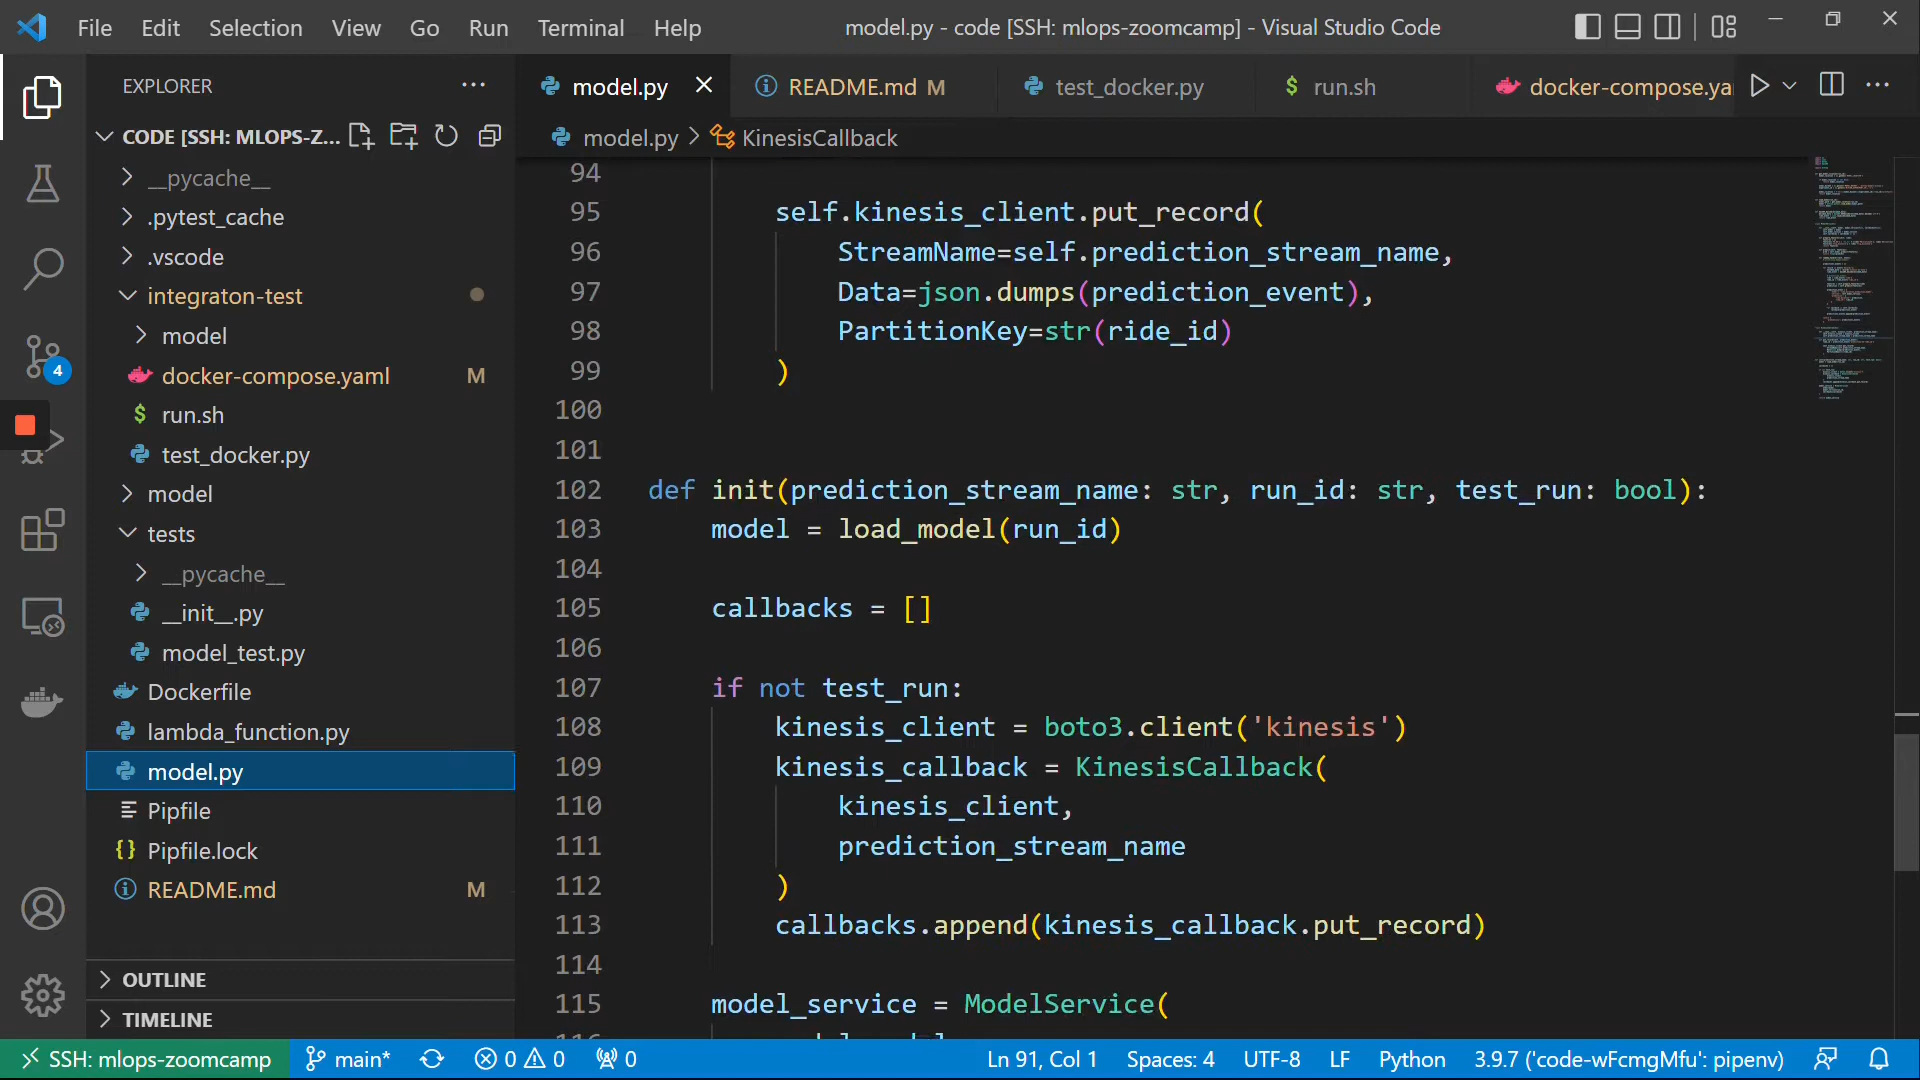 File Edit Selection View Go Run Terminal Help
model.py - code [SSH: mlops-zoomcamp] - Visual Studio Code
EXPLORER
CODE [SSH: MLOPS-Z...
__pycache__
.pytest_cache
.vscode
integraton-test
model
docker-compose.yaml M
run.sh
test_docker.py
model
tests
__pycache__
__init__.py
model_test.py
Dockerfile
lambda_function.py
model.py
Pipfile
Pipfile.lock
README.md M
OUTLINE
TIMELINE
4
model.py README.md M test_docker.py $ run.sh docker-compose.ya
model.py > KinesisCallback
94
95 self.kinesis_client.put_record(
96 StreamName=self.prediction_stream_name,
97 Data=json.dumps(prediction_event),
98 PartitionKey=str(ride_id)
99 )
100
101
102 def init(prediction_stream_name: str, run_id: str, test_run: bool):
103 model = load_model(run_id)
104
105 callbacks = []
106
107 if not test_run:
108 kinesis_client = boto3.client('kinesis')
109 kinesis_callback = KinesisCallback(
110 kinesis_client,
111 prediction_stream_name
112 )
113 callbacks.append(kinesis_callback.put_record)
114
115 model_service = ModelService(
SSH: mlops-zoomcamp main* 0 0 0 Ln 91, Col 1 Spaces: 4 UTF-8 LF Python 3.9.7 ('code-wFcmgMfu': pipenv)